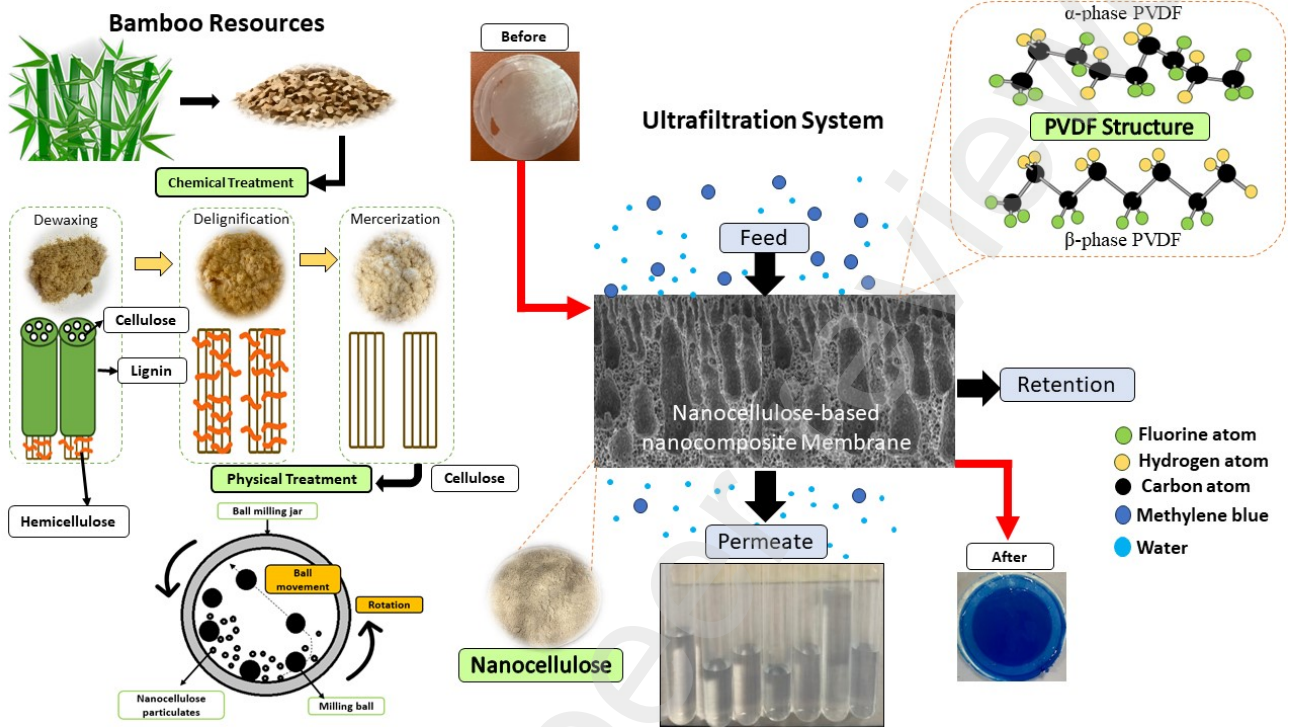 Bamboo Resources
Chemical Treatment
Dewaxing
Delignification
Mercerization
Cellulose
Lignin
Hemicellulose
Physical Treatment
Cellulose
Ball milling jar
Ball
movement
Rotation
Nanocellulose
particulates
Milling ball
Before
Ultrafiltration System
Feed
Nanocellulose-based
nanocomposite Membrane
Retention
Permeate
Nanocellulose
After
α-phase PVDF
PVDF Structure
β-phase PVDF
Fluorine atom
Hydrogen atom
Carbon atom
Methylene blue
Water